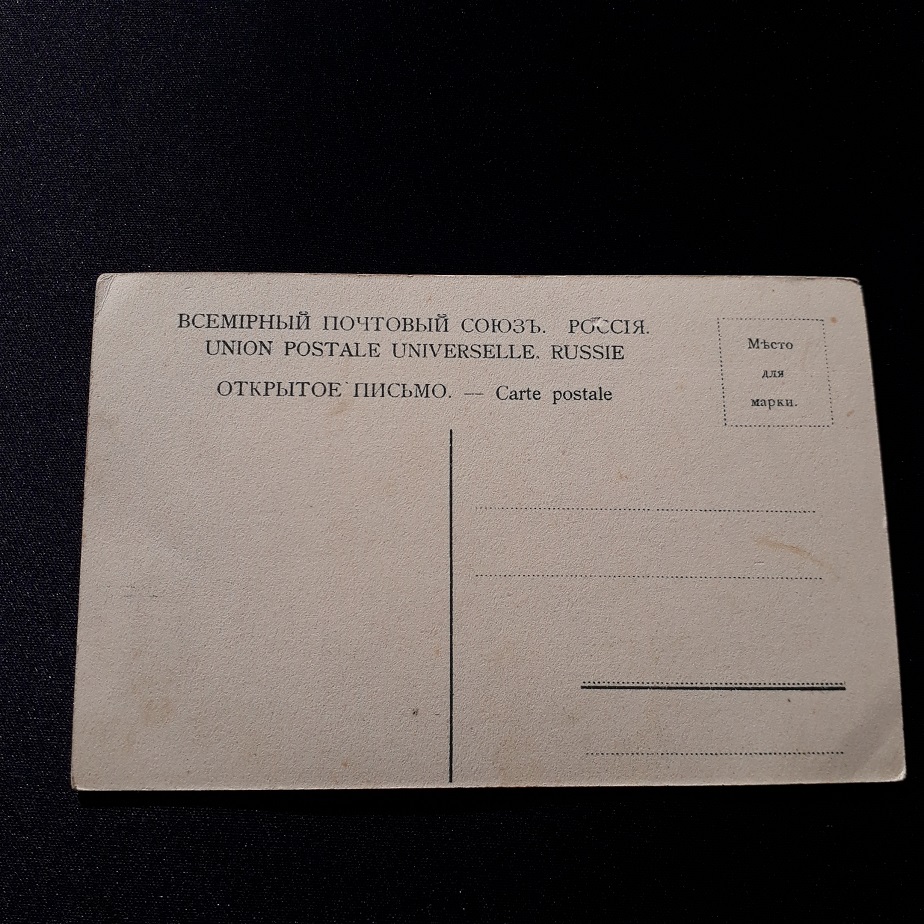 ВСЕМІРНЫЙ ПОЧТОВЫЙ СОЮЗЪ. РОССІЯ.
UNION POSTALE UNIVERSELLE. RUSSIE
ОТКРЫТОЕ ПИСЬМО. — Carte postale
Мѣсто
для
марки.